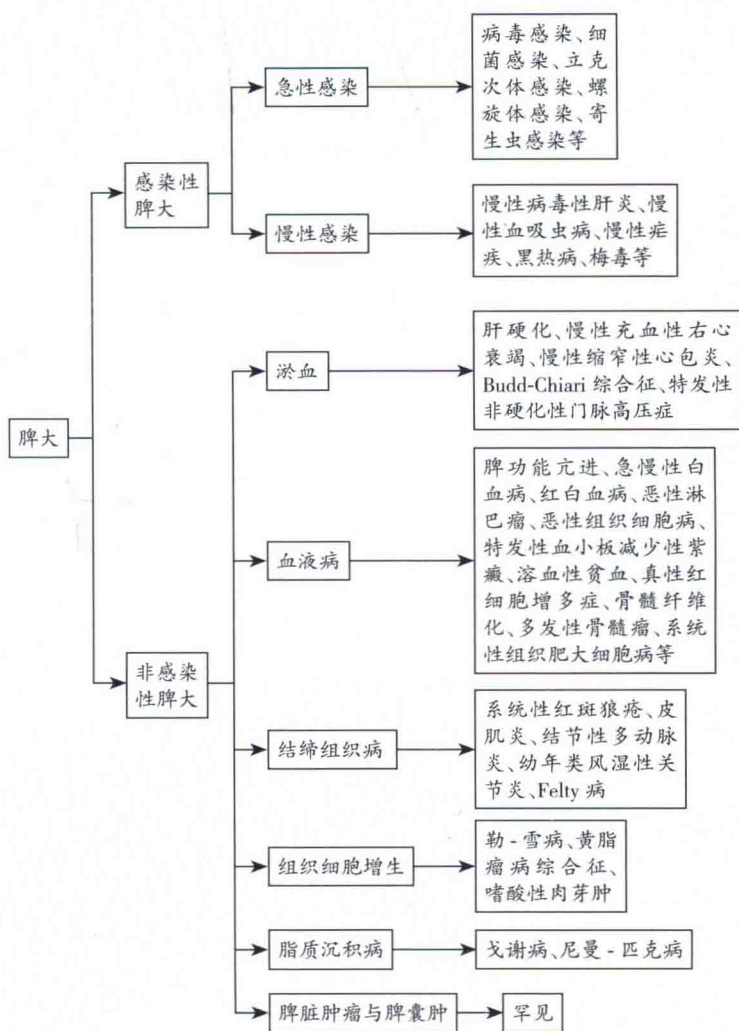 脾大
感染性
脾大
急性感染
病毒感染、细
菌感染、立克
次体感染、螺
旋体感染、寄
生虫感染等
慢性感染
慢性病毒性肝炎、慢
性血吸虫病、慢性疟
疾、黑热病、梅毒等
非感染
性脾大
淤血
肝硬化、慢性充血性右心
衰竭、慢性缩窄性心包炎、
Budd-Chiari 综合征、特发性
非硬化性门脉高压症
血液病
脾功能亢进、急慢性白
血病、红白血病、恶性淋
巴瘤、恶性组织细胞病、
特发性血小板减少性紫
癜、溶血性贫血、真性红
细胞增多症、骨髓纤维
化、多发性骨髓瘤、系统
性组织肥大细胞病等
结缔组织病
系统性红斑狼疮、皮
肌炎、结节性多动脉
炎、幼年类风湿性关
节炎、Felty 病
组织细胞增生
勒-雪病、黄脂
瘤病综合征、
嗜酸性肉芽肿
脂质沉积病
戈谢病、尼曼-匹克病
脾脏肿瘤与脾囊肿
罕见